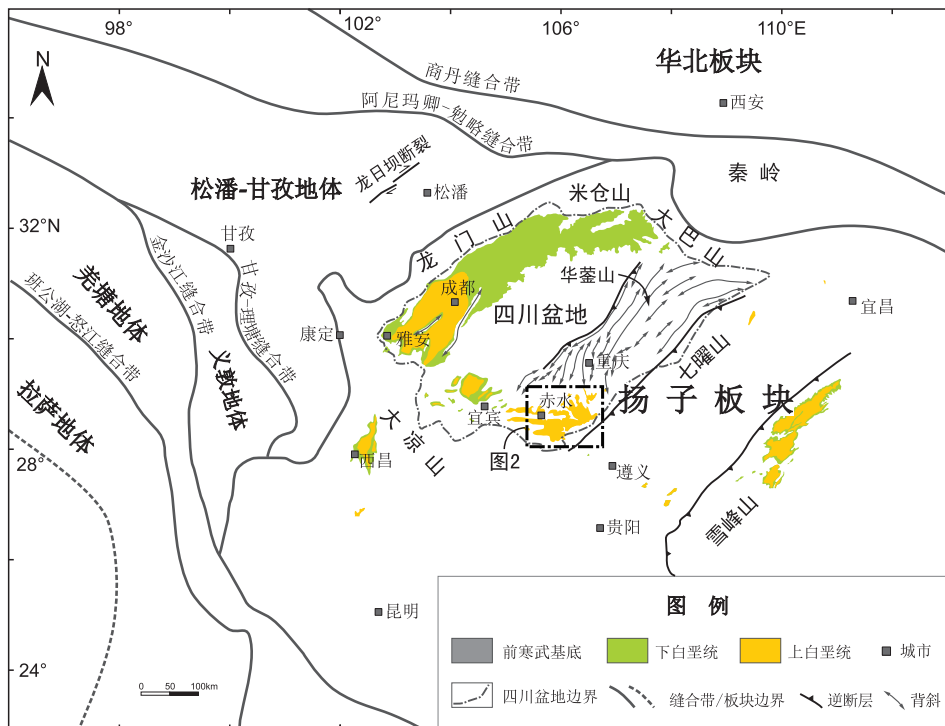 98°
102°
106°
110°E
N
华北板块
商丹缝合带
西安
阿尼玛卿-勉略缝合带
龙日坝断裂
秦岭
松潘-甘孜地体
松潘
米仓山
32°N
甘孜
龙门山
大巴山
金沙江缝合带
甘孜-理塘缝合带
华蓥山
羌塘地体
成都
四川盆地
宜昌
班公湖-怒江缝合带
康定
雅安
义敦地体
重庆
七曜山
拉萨地体
大凉山
宜宾
赤水
扬子板块
28°
西昌
图2
遵义
雪峰山
贵阳
昆明
24°
0 50 100km
图 例
前寒武基底
下白垩统
上白垩统
城市
四川盆地边界
缝合带/板块边界
逆断层
背斜